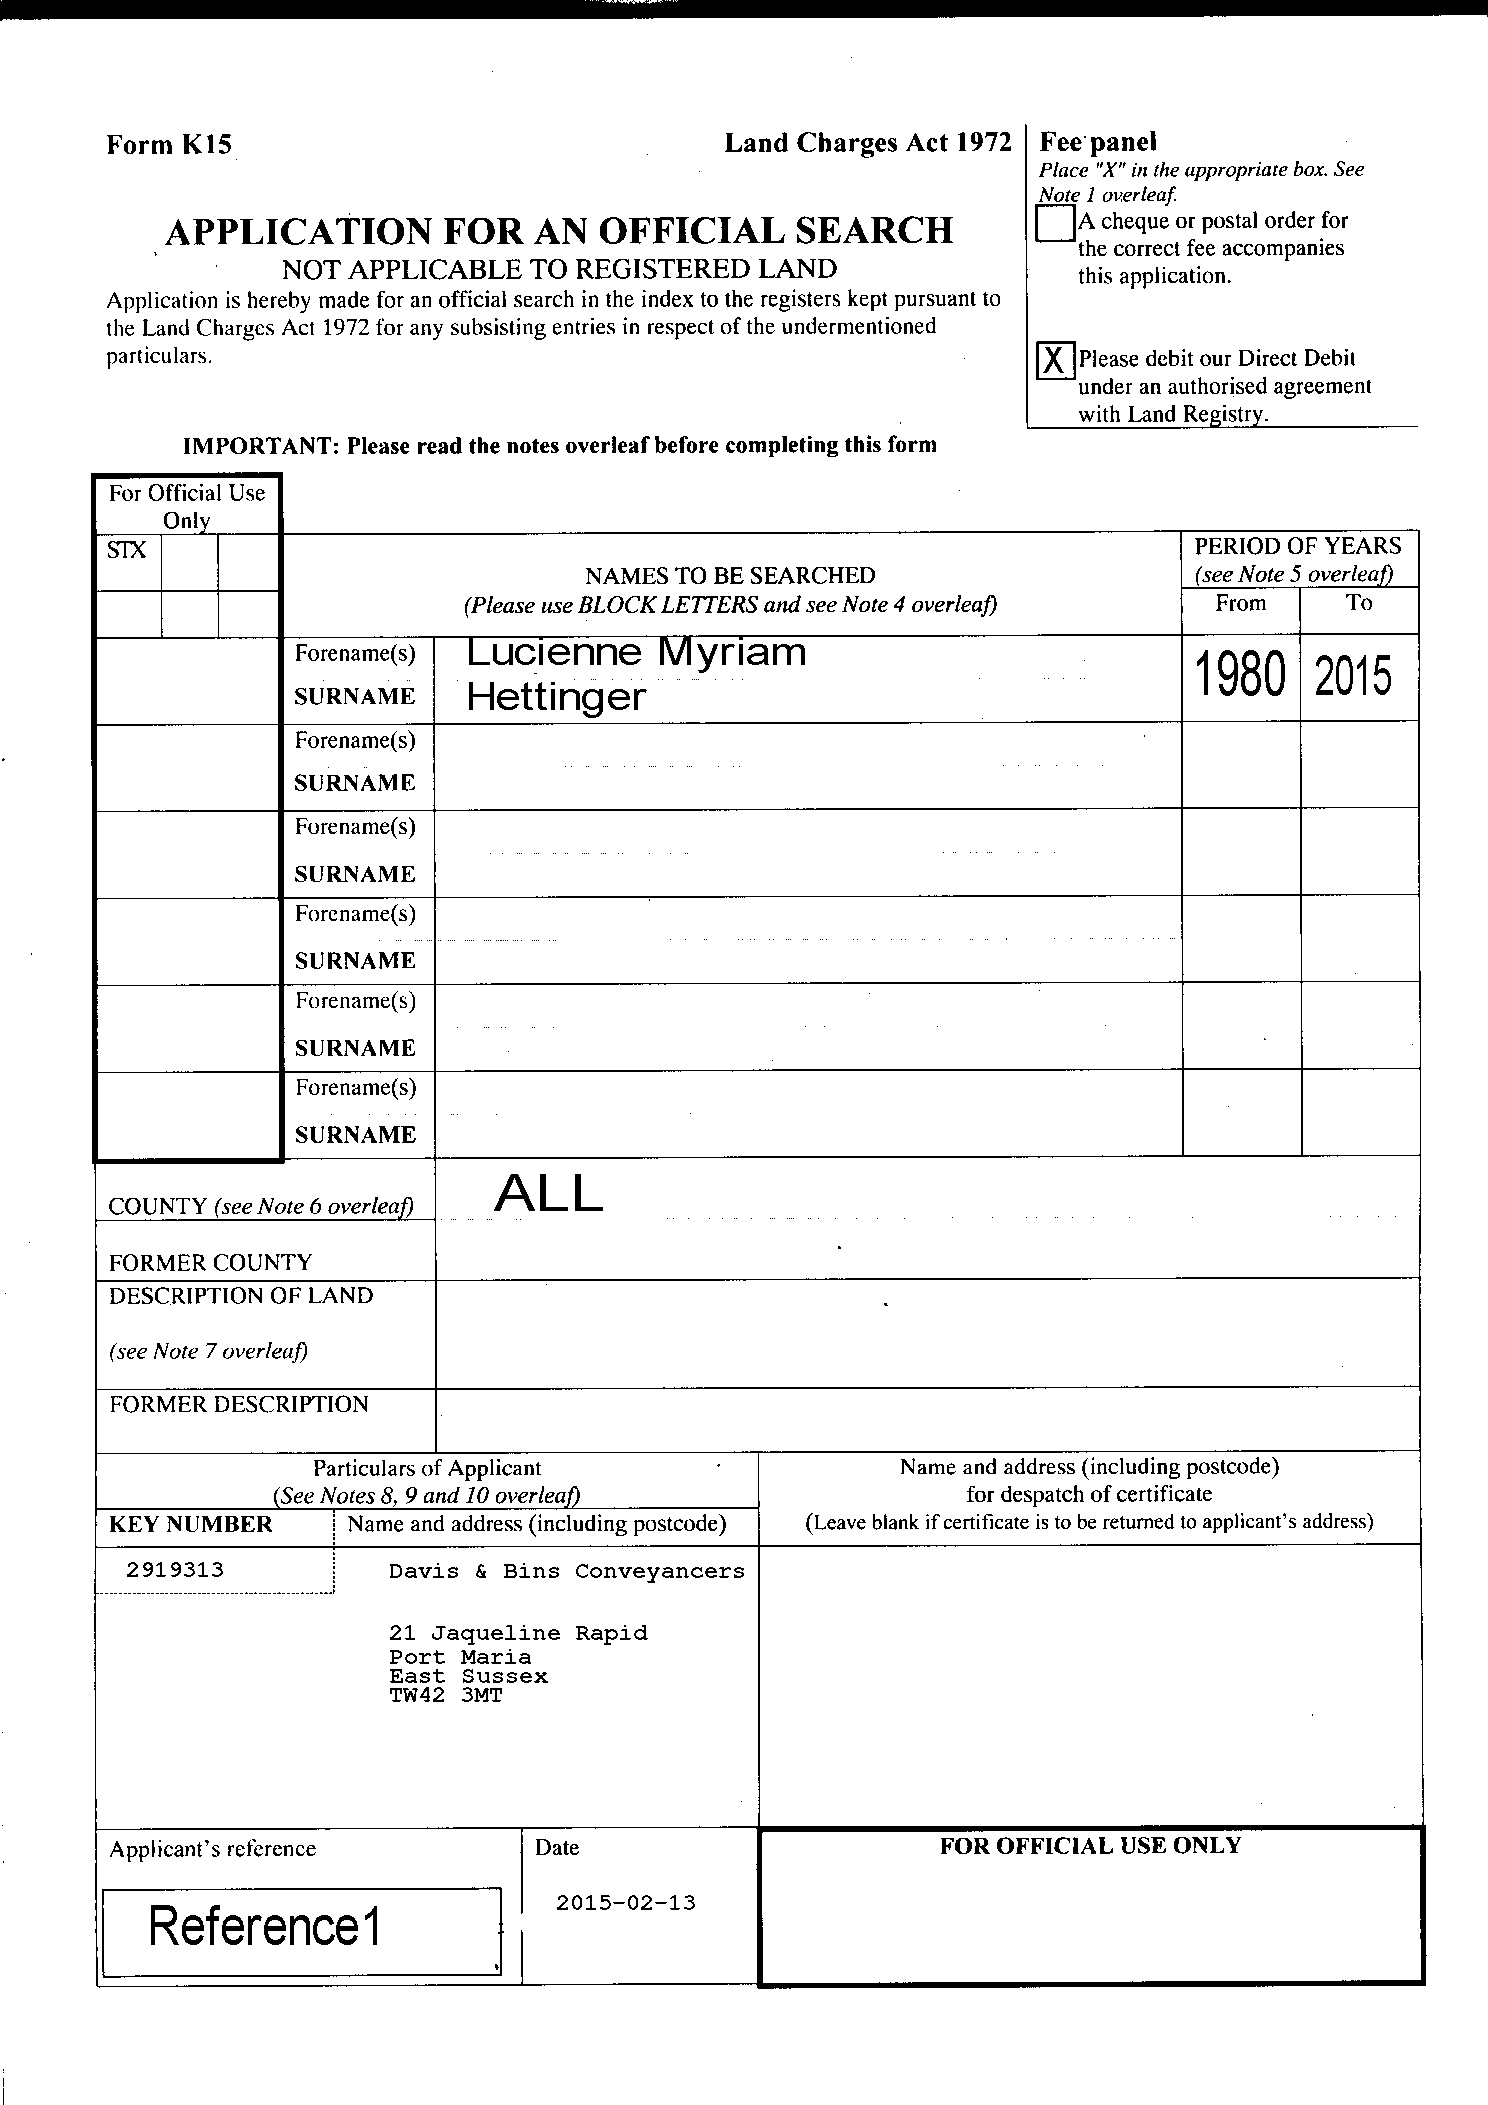 Form K15
Land Charges Act 1972
Fee panel
Place "X" in the appropriate box. See
Note 1 overleaf.
A cheque or postal order for
the correct fee accompanies
this application.
X Please debit our Direct Debit
under an authorised agreement
with Land Registry.
APPLICATION FOR AN OFFICIAL SEARCH
NOT APPLICABLE TO REGISTERED LAND
Application is hereby made for an official search in the index to the registers kept pursuant to
the Land Charges Act 1972 for any subsisting entries in respect of the undermentioned
particulars.
IMPORTANT: Please read the notes overleaf before completing this form
For Official Use
Only
STX
NAMES TO BE SEARCHED
(Please use BLOCK LETTERS and see Note 4 overleaf)
PERIOD OF YEARS
(see Note 5 overleaf)
From To
Forename(s) Lucienne Myriam
SURNAME Hettinger
1980 2015
Forename(s)
SURNAME
Forename(s)
SURNAME
Forename(s)
SURNAME
Forename(s)
SURNAME
Forename(s)
SURNAME
COUNTY (see Note 6 overleaf) ALL
FORMER COUNTY
DESCRIPTION OF LAND
(see Note 7 overleaf)
FORMER DESCRIPTION
Particulars of Applicant
(See Notes 8, 9 and 10 overleaf)
KEY NUMBER
Name and address (including postcode)
Name and address (including postcode)
for despatch of certificate
(Leave blank if certificate is to be returned to applicant's address)
2919313
Davis & Bins Conveyancers
21 Jaqueline Rapid
Port Maria
East Sussex
TW42 3MT
Applicant's reference
Reference1
Date
2015-02-13
FOR OFFICIAL USE ONLY